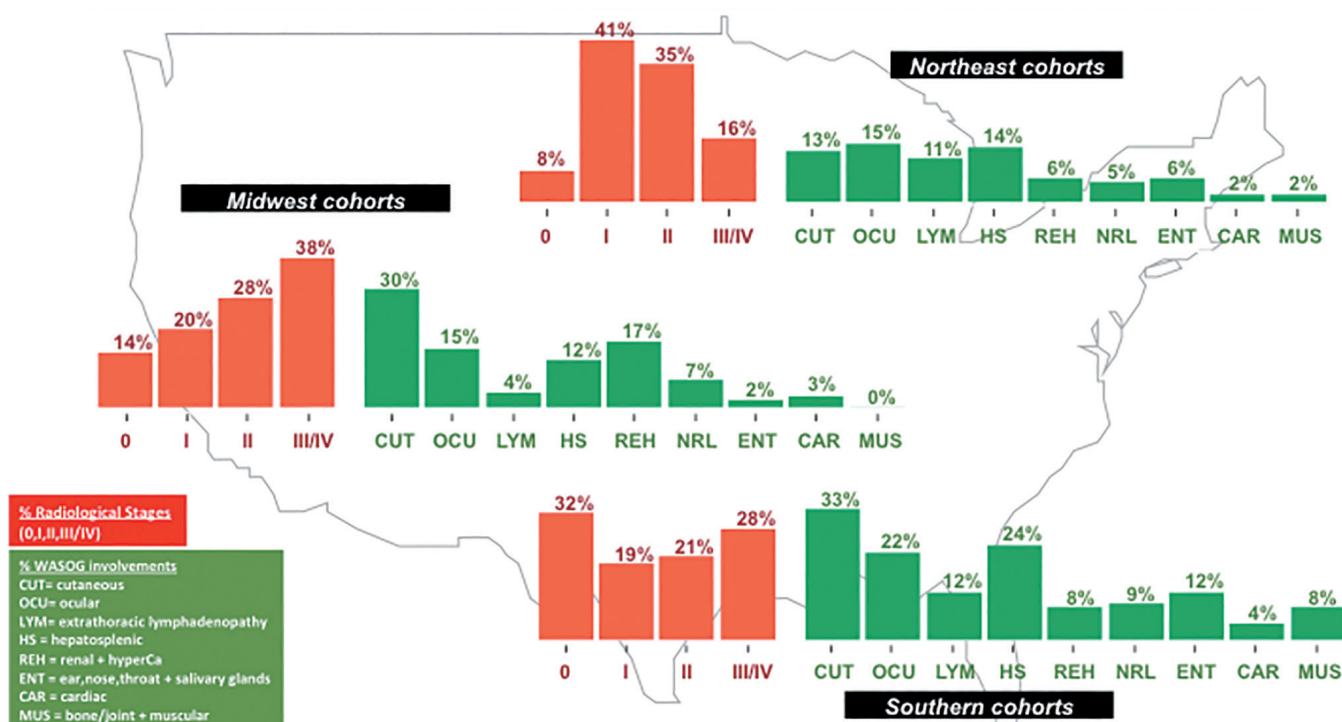 Northeast cohorts
41%
35%
16%
8%
0 I II III/IV
13% 15% 11% 14% 6% 5% 6% 2% 2%
CUT OCU LYM HS REH NRL ENT CAR MUS
Midwest cohorts
14% 20% 28% 38%
0 I II III/IV
30% 15% 4% 12% 17% 7% 2% 3% 0%
CUT OCU LYM HS REH NRL ENT CAR MUS
32% 19% 21% 28%
0 I II III/IV
33% 22% 12% 24% 8% 9% 12% 4% 8%
CUT OCU LYM HS REH NRL ENT CAR MUS
Southern cohorts
% Radiological Stages
(0,I,II,III/IV)
% WASOG involvements
CUT= cutaneous
OCU= ocular
LYM= extrathoracic lymphadenopathy
HS = hepatosplenic
REH = renal + hyperCa
ENT = ear,nose,throat + salivary glands
CAR = cardiac
MUS = bone/joint + muscular